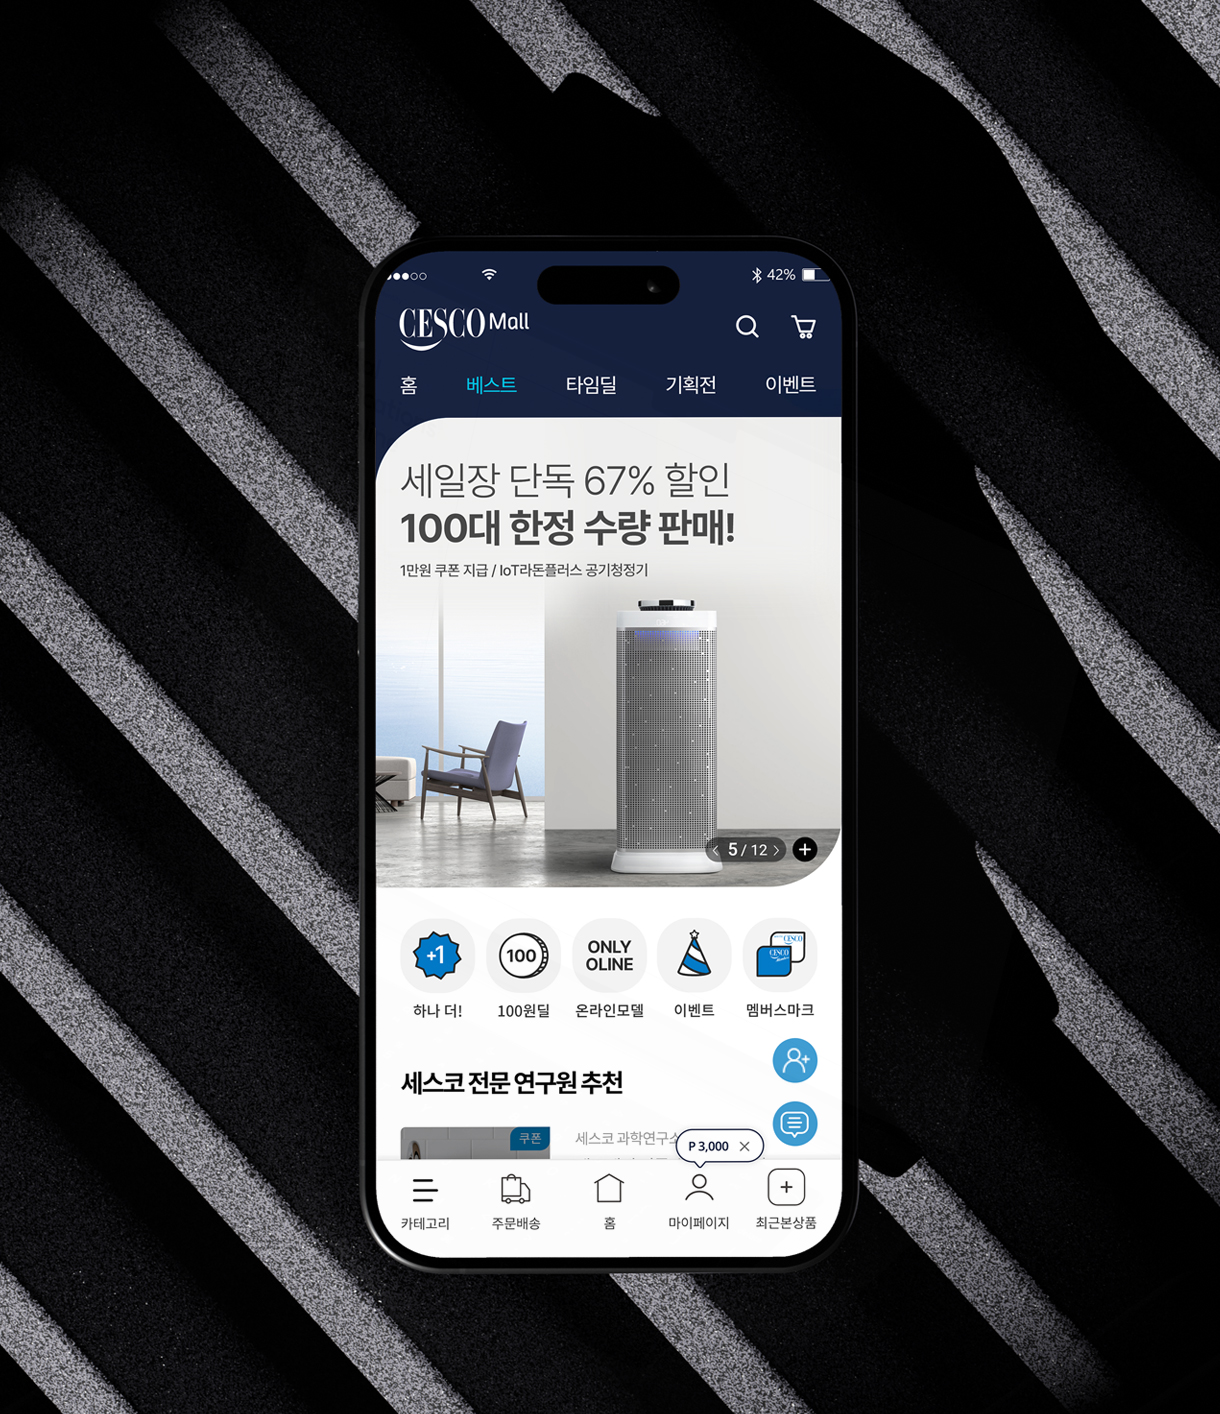 42%
CESCO Mall
홈 베스트 타임딜 기획전 이벤트
세일장 단독 67% 할인
100대 한정 수량 판매!
1만원 쿠폰 지급 / IoT라돈플러스 공기청정기
5 / 12
+1
100
ONLY
OLINE
CESCO
CESCO
하나 더! 100원딜 온라인모델 이벤트 멤버스마크
세스코 전문 연구원 추천
쿠폰
세스코 과학연구소
P 3,000
카테고리 주문배송 홈 마이페이지 최근본상품